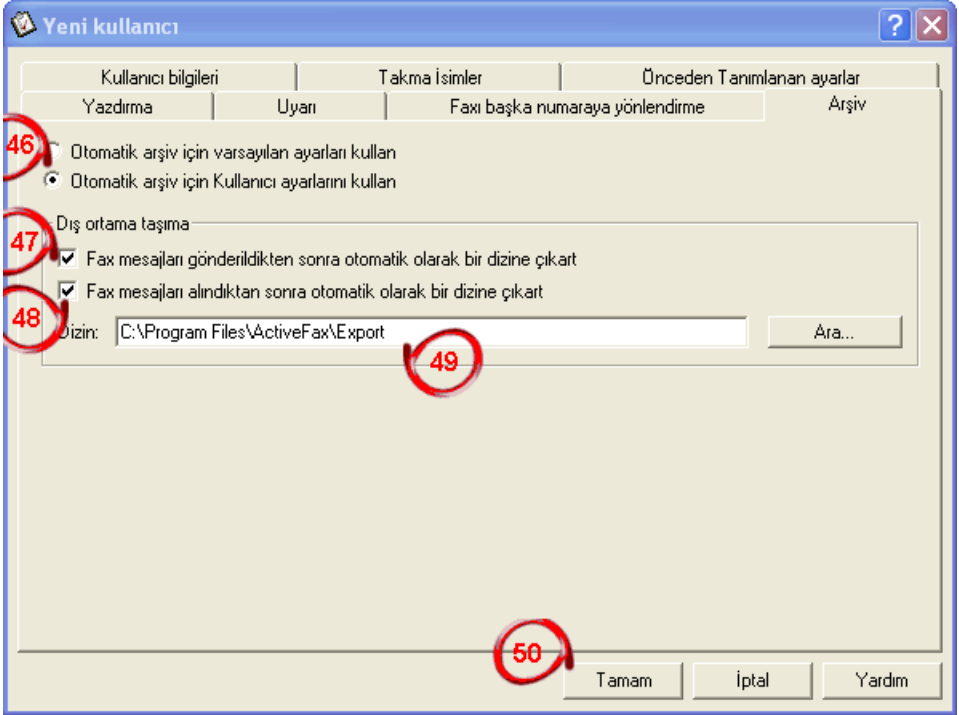 Yeni kullanıcı
Kullanıcı bilgileri Takma İsimler Önceden Tanımlanan ayarlar
Yazdırma Uyarı Faxı başka numaraya yönlendirme Arşiv
46 Otomatik arşiv için varsayılan ayarları kullan
Otomatik arşiv için Kullanıcı ayarlarını kullan
Dış ortama taşıma
47 Fax mesajları gönderildikten sonra otomatik olarak bir dizine çıkart
Fax mesajları alındıktan sonra otomatik olarak bir dizine çıkart
48 Dizin: C:\Program Files\ActiveFax\Export Ara...
49
50
Tamam İptal Yardım